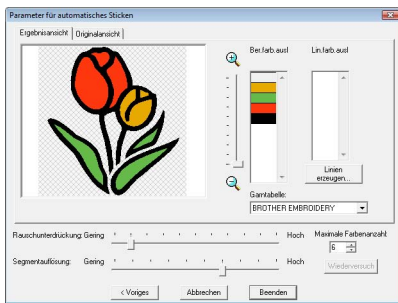 Parameter für automatisches Sticken
Ergebnisansicht
Originalansicht
Ber.farb.ausl
Lin.farb.ausl
Linien
erzeugen...
Garntabelle:
BROTHER EMBROIDERY
Rauschunterdrückung: Gering
Hoch
Maximale Farbenanzahl
6
Segmentauflösung:
Gering
Hoch
Wiederversuch
< Voriges
Abbrechen
Beenden